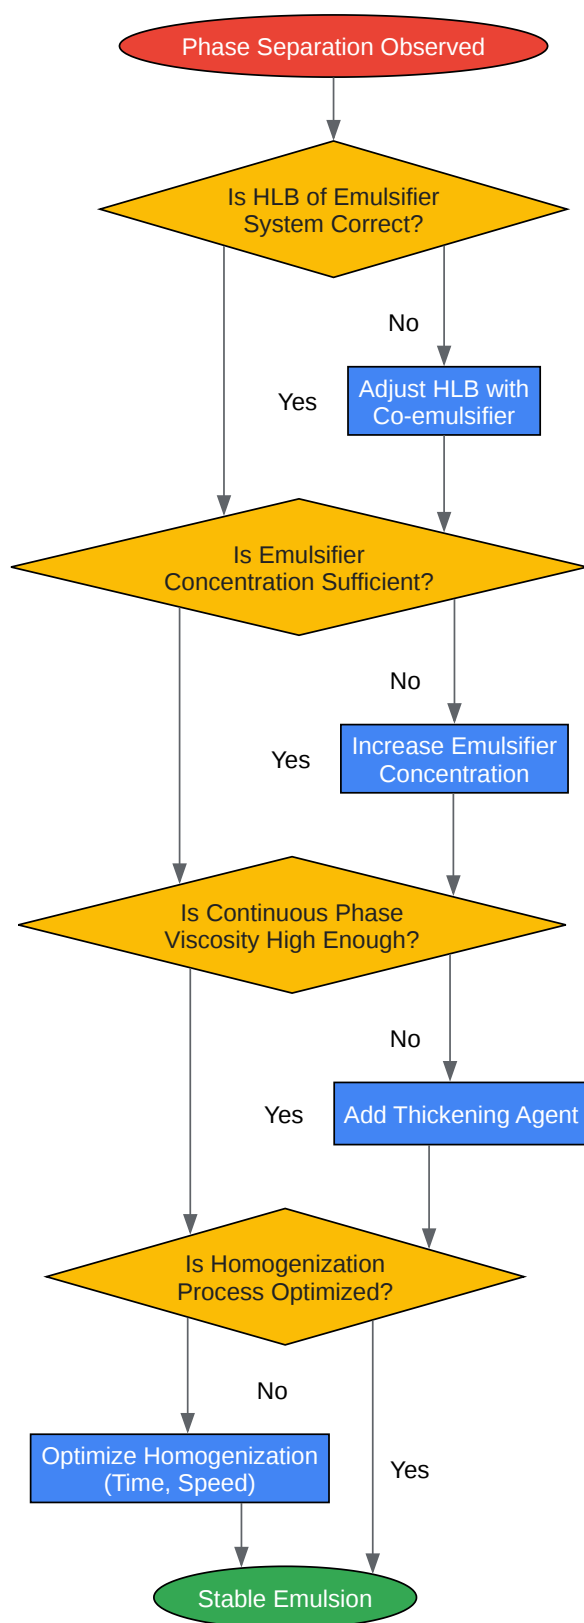 Phase Separation Observed
Is HLB of Emulsifier
System Correct?
No
Yes
Adjust HLB with
Co-emulsifier
Is Emulsifier
Concentration Sufficient?
No
Yes
Increase Emulsifier
Concentration
Is Continuous Phase
Viscosity High Enough?
No
Yes
Add Thickening Agent
Is Homogenization
Process Optimized?
No
Optimize Homogenization
(Time, Speed)
Yes
Stable Emulsion